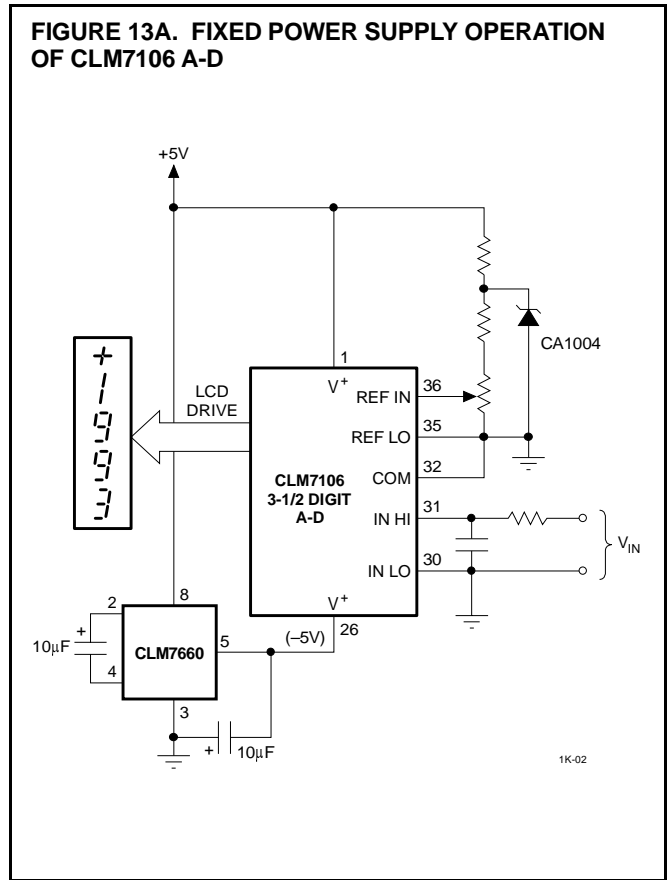 FIGURE 13A. FIXED POWER SUPPLY OPERATION
OF CLM7106 A-D
+5V
CA1004
1
V+
REF IN
36
LCD
DRIVE
REF LO
35
COM
32
CLM7106
3-1/2 DIGIT
A-D
IN HI
31
VIN
IN LO
30
V+
26
(–5V)
+1999
8
2
+
10µF
CLM7660
5
4
3
+
10µF
1K-02